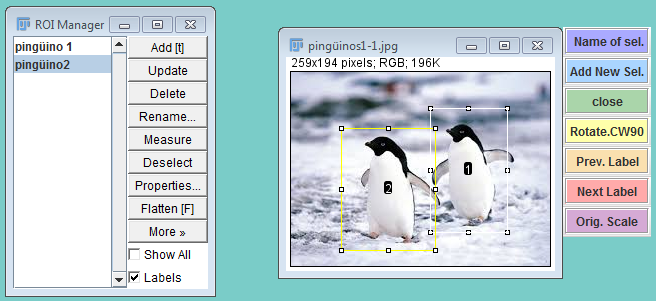 ROI Manager
pingüino 1
pingüino2
Add [t]
Update
Delete
Rename...
Measure
Deselect
Properties...
Flatten [F]
More »
Show All
Labels
pingüinos1-1.jpg
259x194 pixels; RGB; 196K
1
2
Name of sel.
Add New Sel.
close
Rotate.CW90
Prev. Label
Next Label
Orig. Scale